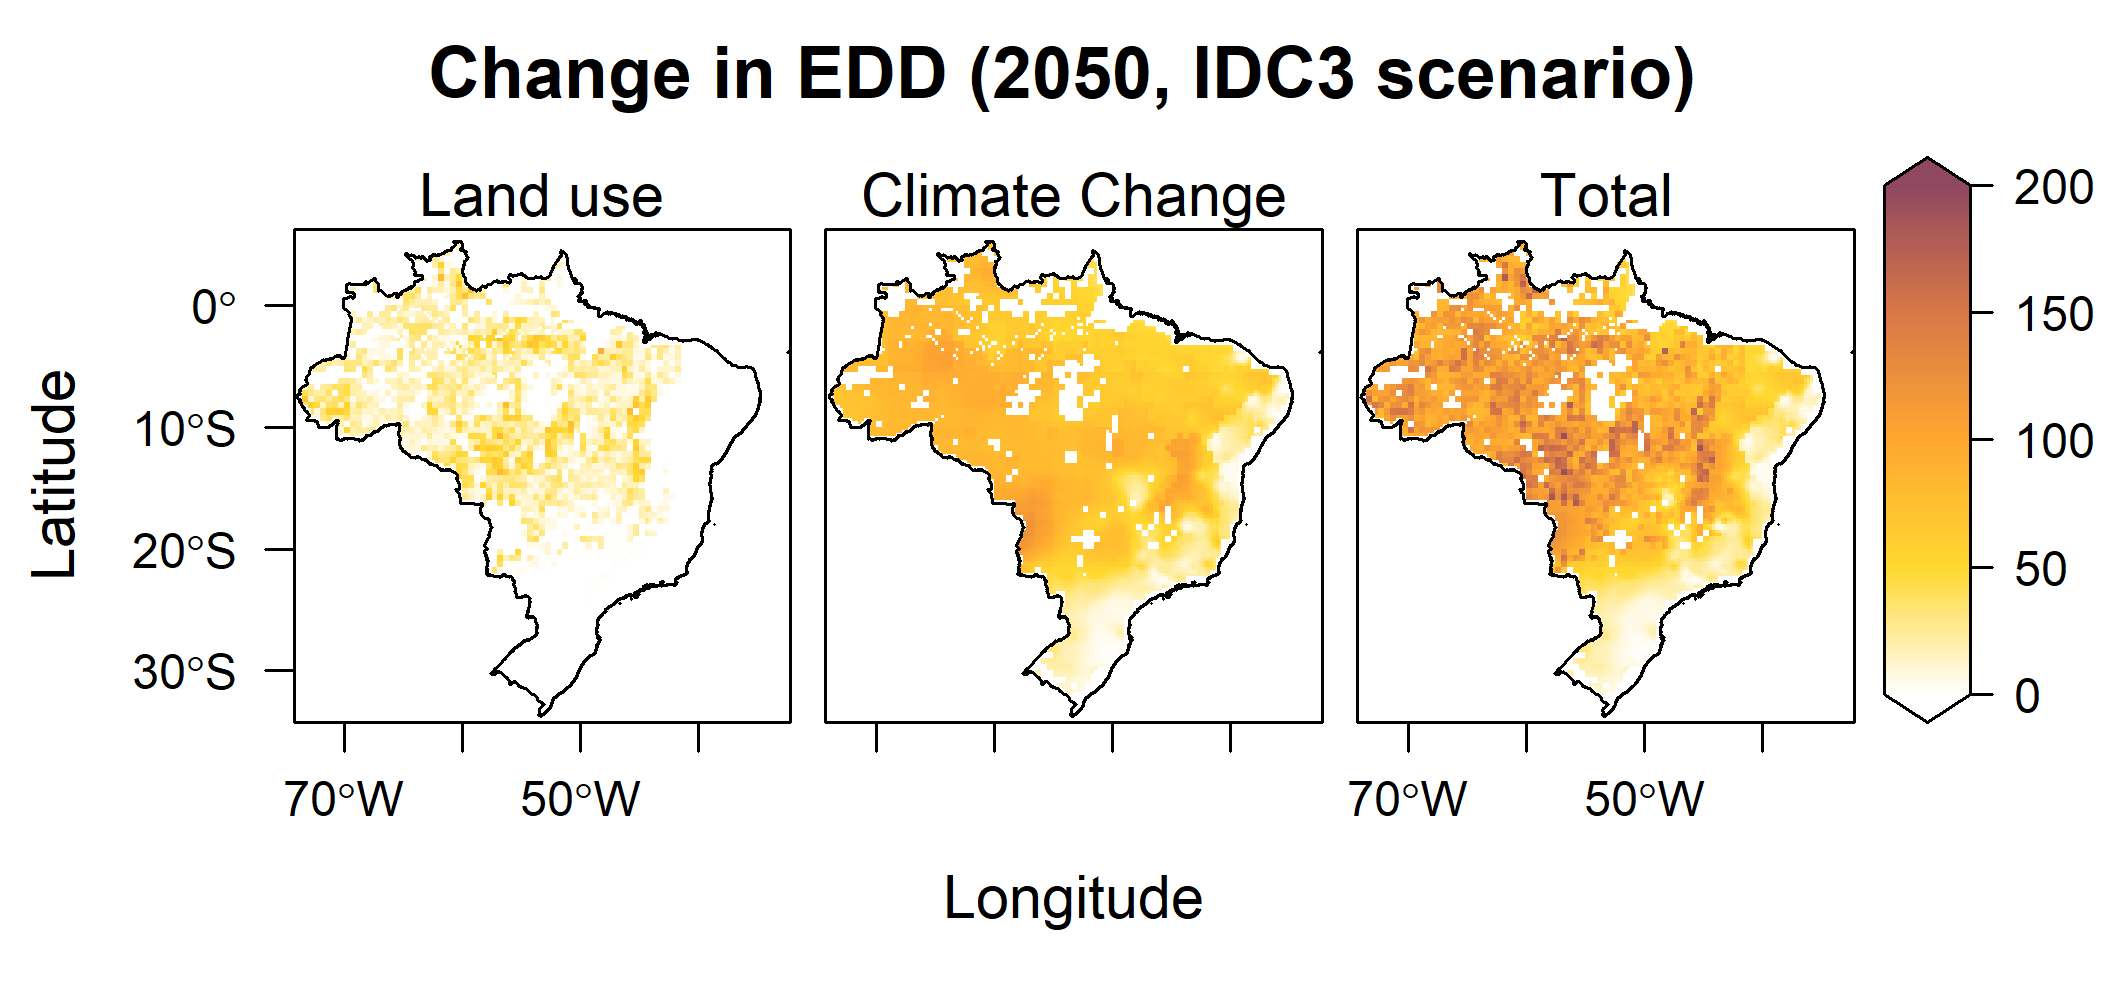 Change in EDD (2050, IDC3 scenario)
Land use
Climate Change
Total
Latitude
0°
10°S
20°S
30°S
70°W
50°W
70°W
50°W
Longitude
200
150
100
50
0